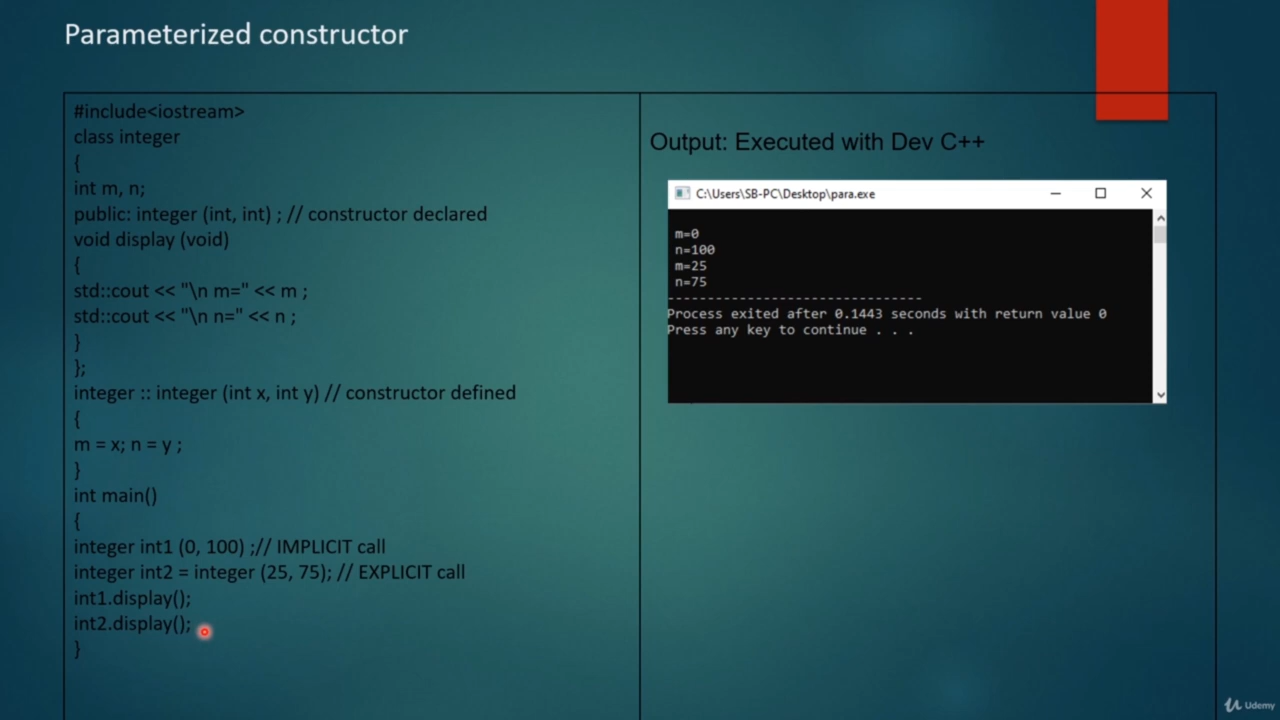 Parameterized constructor
#include<iostream>
class integer
{
int m, n;
public: integer (int, int) ; // constructor declared
void display (void)
{
std::cout << "\n m=" << m ;
std::cout << "\n n=" << n ;
}
};
integer :: integer (int x, int y) // constructor defined
{
m = x; n = y ;
}
int main()
{
integer int1 (0, 100) ;// IMPLICIT call
integer int2 = integer (25, 75); // EXPLICIT call
int1.display();
int2.display();
}
Output: Executed with Dev C++
C:\Users\SB-PC\Desktop\para.exe
m=0
n=100
m=25
n=75
--------------------------------
Process exited after 0.1443 seconds with return value 0
Press any key to continue . . .
Udemy